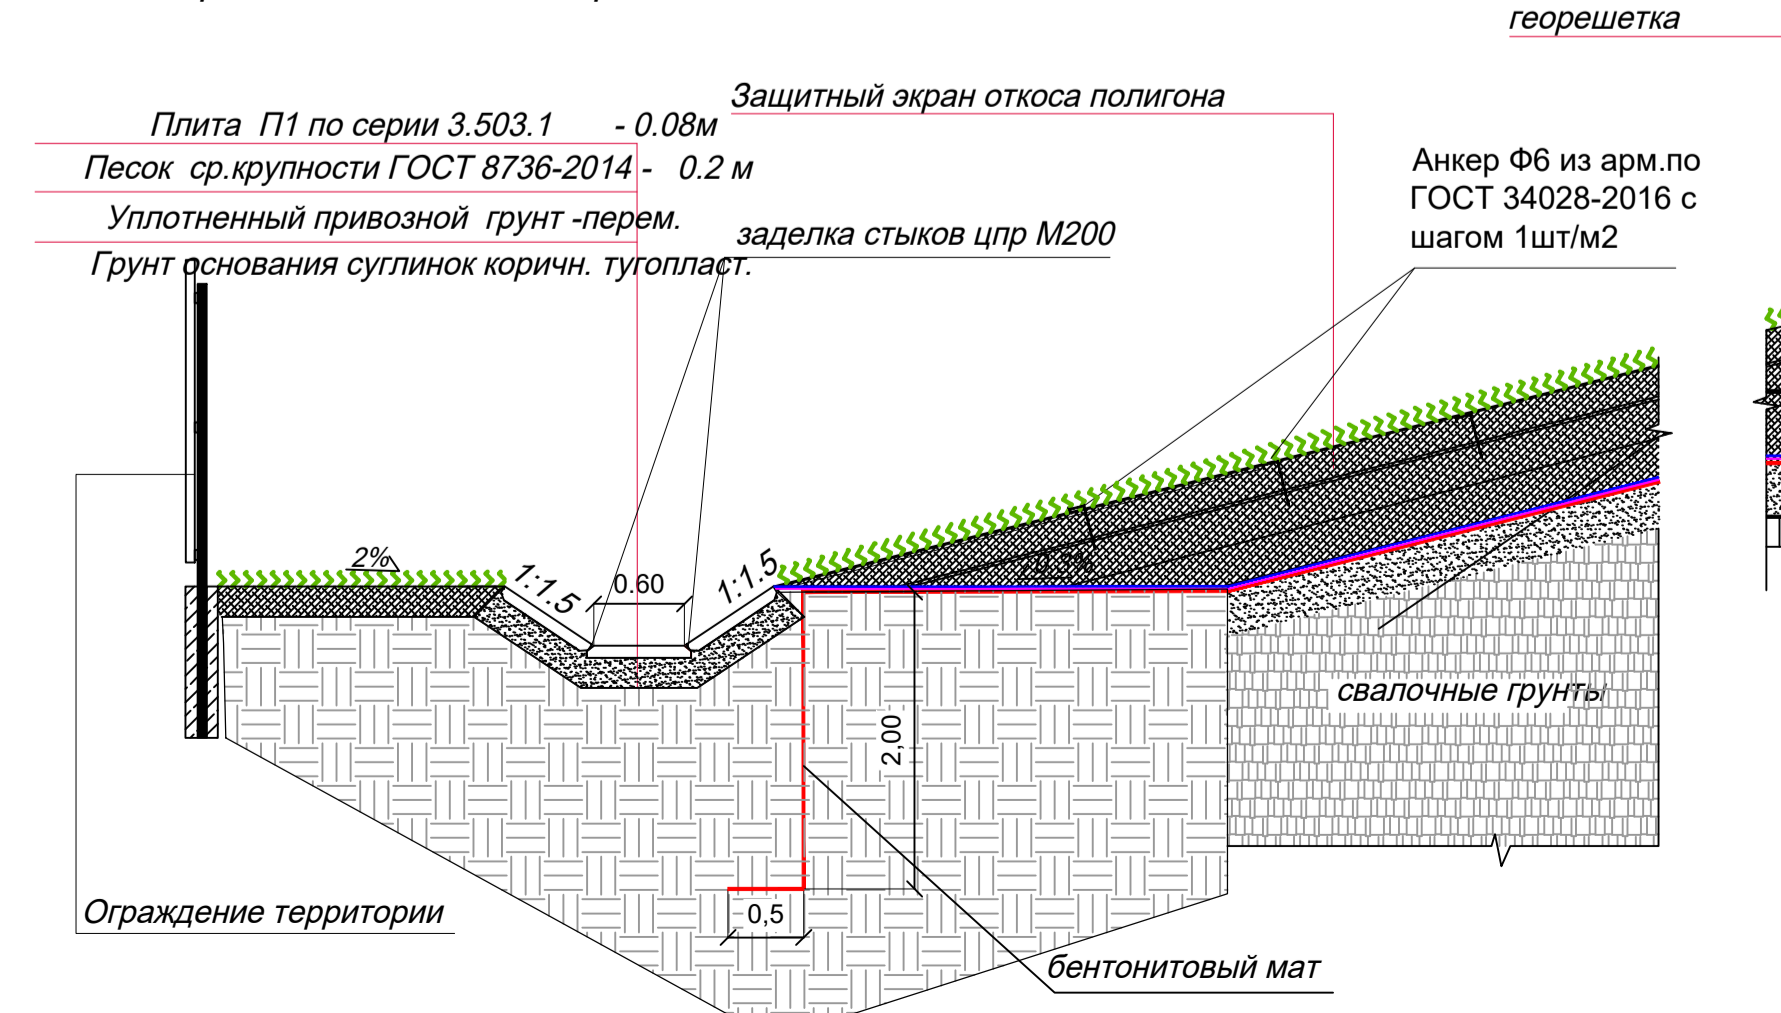 георешетка
Защитный экран откоса полигона
Плита П1 по серии 3.503.1 - 0.08м
Песок ср.крупности ГОСТ 8736-2014 - 0.2 м
Уплотненный привозной грунт -перем.
Грунт основания суглинок коричн. тугопласт.
заделка стыков цпр М200
Анкер Ф6 из арм.по
ГОСТ 34028-2016 с
шагом 1шт/м2
2%
1:1.5
0.60
1:1.5
свалочные грунты
2,00
0,5
Ограждение территории
бентонитовый мат